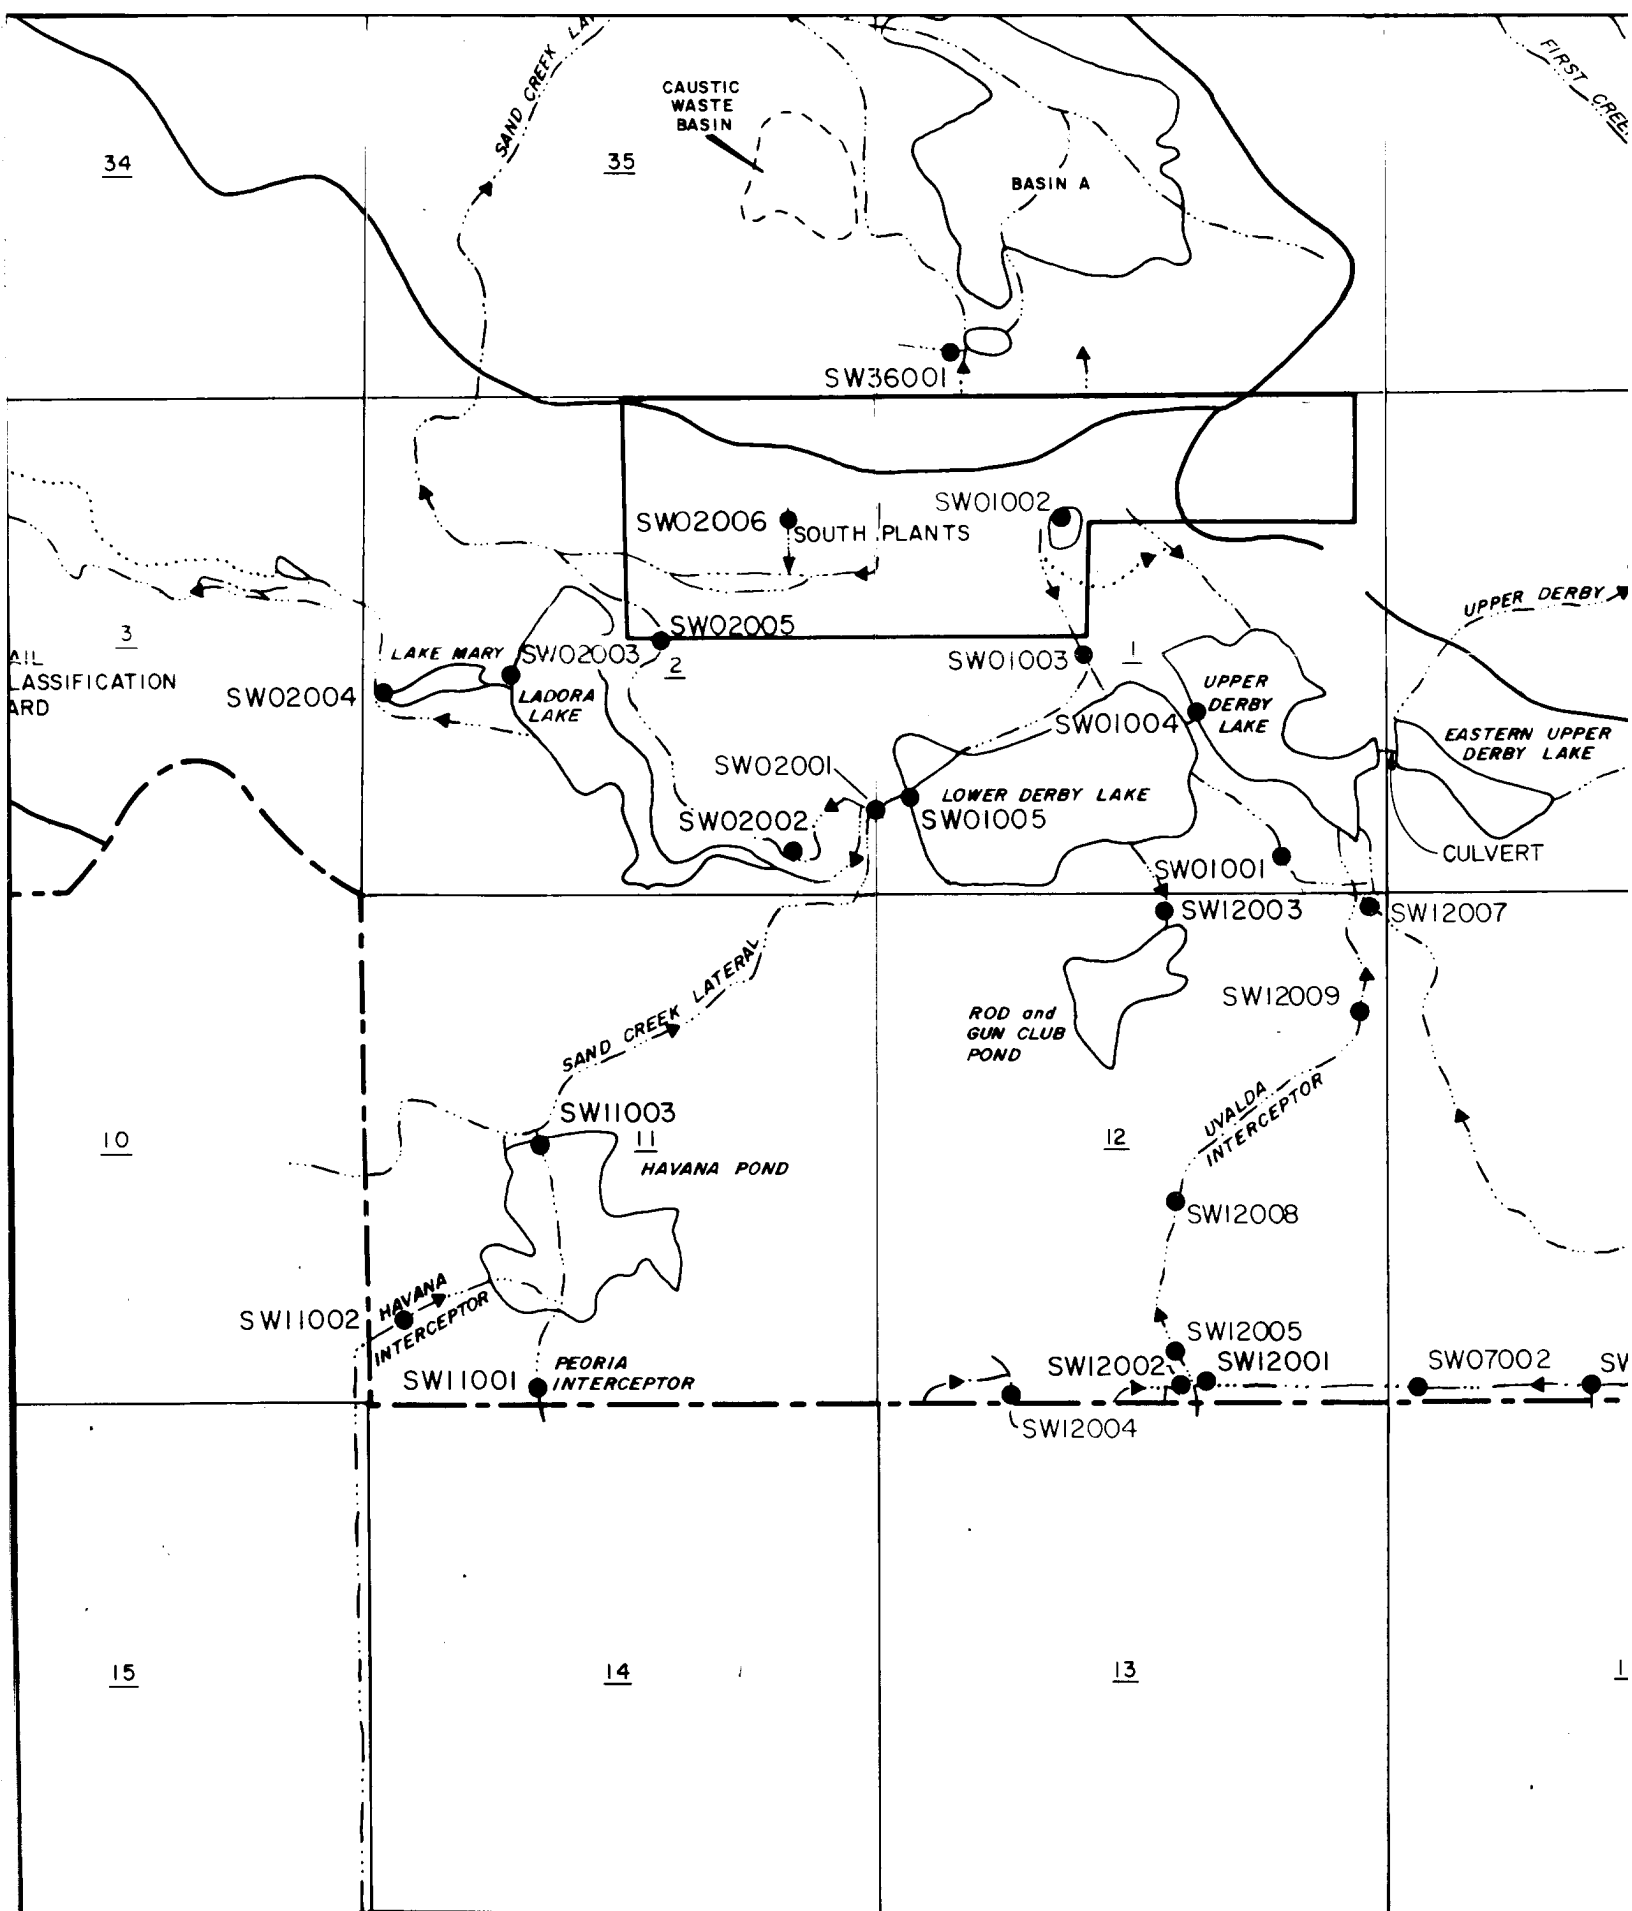 SAND CREEK LA
FIRST CREEK
CAUSTIC
WASTE
BASIN
34
35
BASIN A
SW36001
SW02006
SW01002
SOUTH PLANTS
UPPER DERBY
3
AIL
LASSIFICATION
ARD
LAKE MARY
SW02003
SW02005
2
SW01003
1
SW02004
LADORA
LAKE
UPPER
DERBY
LAKE
SW01004
EASTERN UPPER
DERBY LAKE
SW02001
LOWER DERBY LAKE
SW02002
SW01005
SW01001
CULVERT
SW12003
SW12007
SAND CREEK LATERAL
SW12009
ROD and
GUN CLUB
POND
UVALDA
INTERCEPTOR
10
SW11003
11
HAVANA POND
12
SW12008
HAVANA
INTERCEPTOR
SW11002
SW12005
PEORIA
INTERCEPTOR
SW11001
SW12002
SW12001
SW07002
SW
SW12004
15
14
13
1